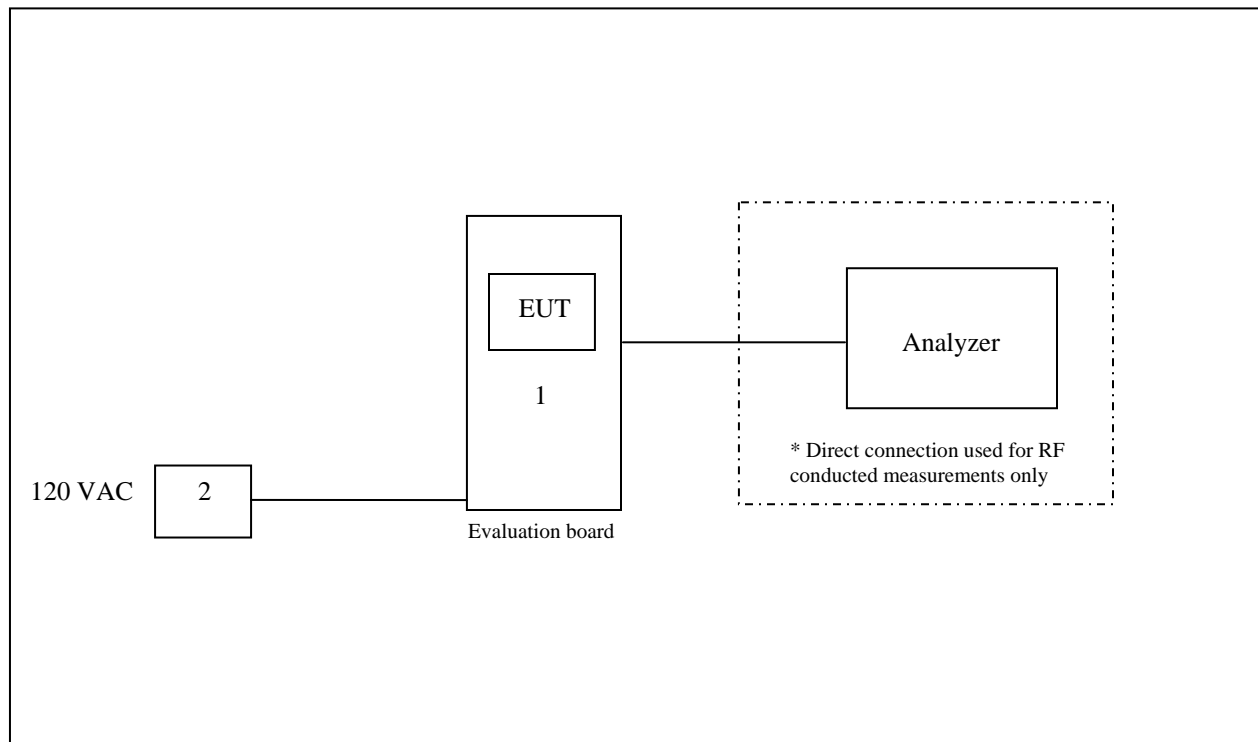 EUT
Analyzer
1
* Direct connection used for RF
conducted measurements only
120 VAC
2
Evaluation board